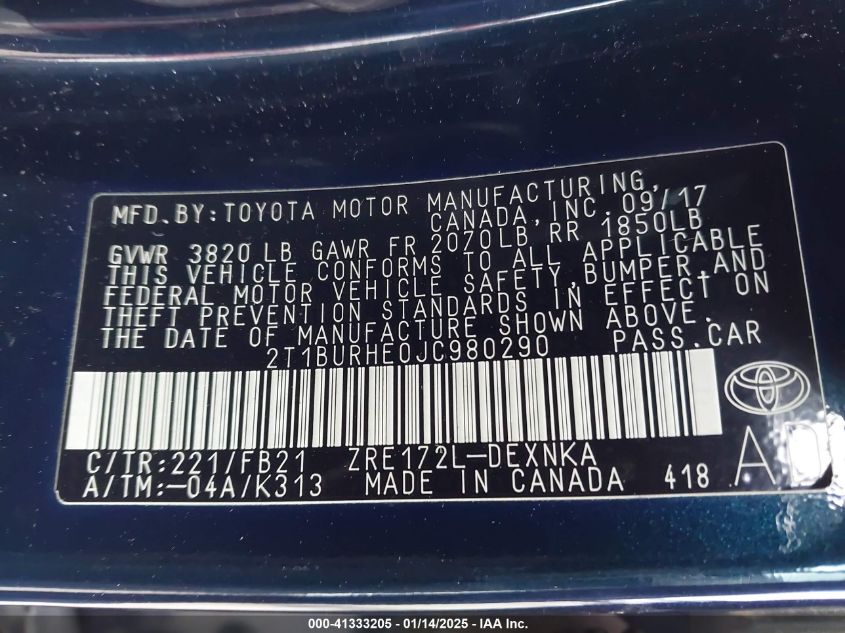 MFD. BY: TOYOTA MOTOR MANUFACTURING,
CANADA, INC. 09/17
GVWR 3820 LB GAWR FR 2070LB, RR 1850LB
THIS VEHICLE CONFORMS TO ALL APPLICABLE
FEDERAL MOTOR VEHICLE SAFETY, BUMPER, AND
THEFT PREVENTION STANDARDS IN EFFECT ON
THE DATE OF MANUFACTURE SHOWN ABOVE.
2T1BURHE0JC980290 PASS. CAR
C/TR: 221/FB21 ZRE172L-DEXNKA
A/TM: -04A/K313 MADE IN CANADA 418
AD
000-41333205 - 01/14/2025 - IAA Inc.